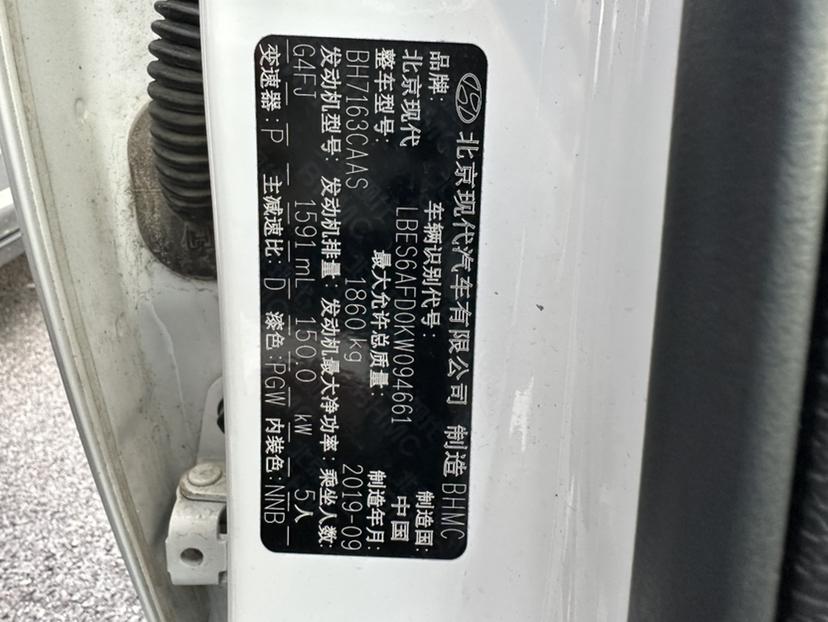 北京现代汽车有限公司 制造 BHMC
品牌: 车辆识别代号: 制造国:
北京现代 LBES6AFD0KW094661 中国
整车型号: 最大允许总质量: 制造年月:
BH7163CAAS 1860 kg 2019-09
发动机型号: 发动机排量: 发动机最大净功率: 乘坐人数:
G4FJ 1591 mL 150.0 kW 5人
变速器: P 主减速比: D 漆色: PGW 内装色: NNB